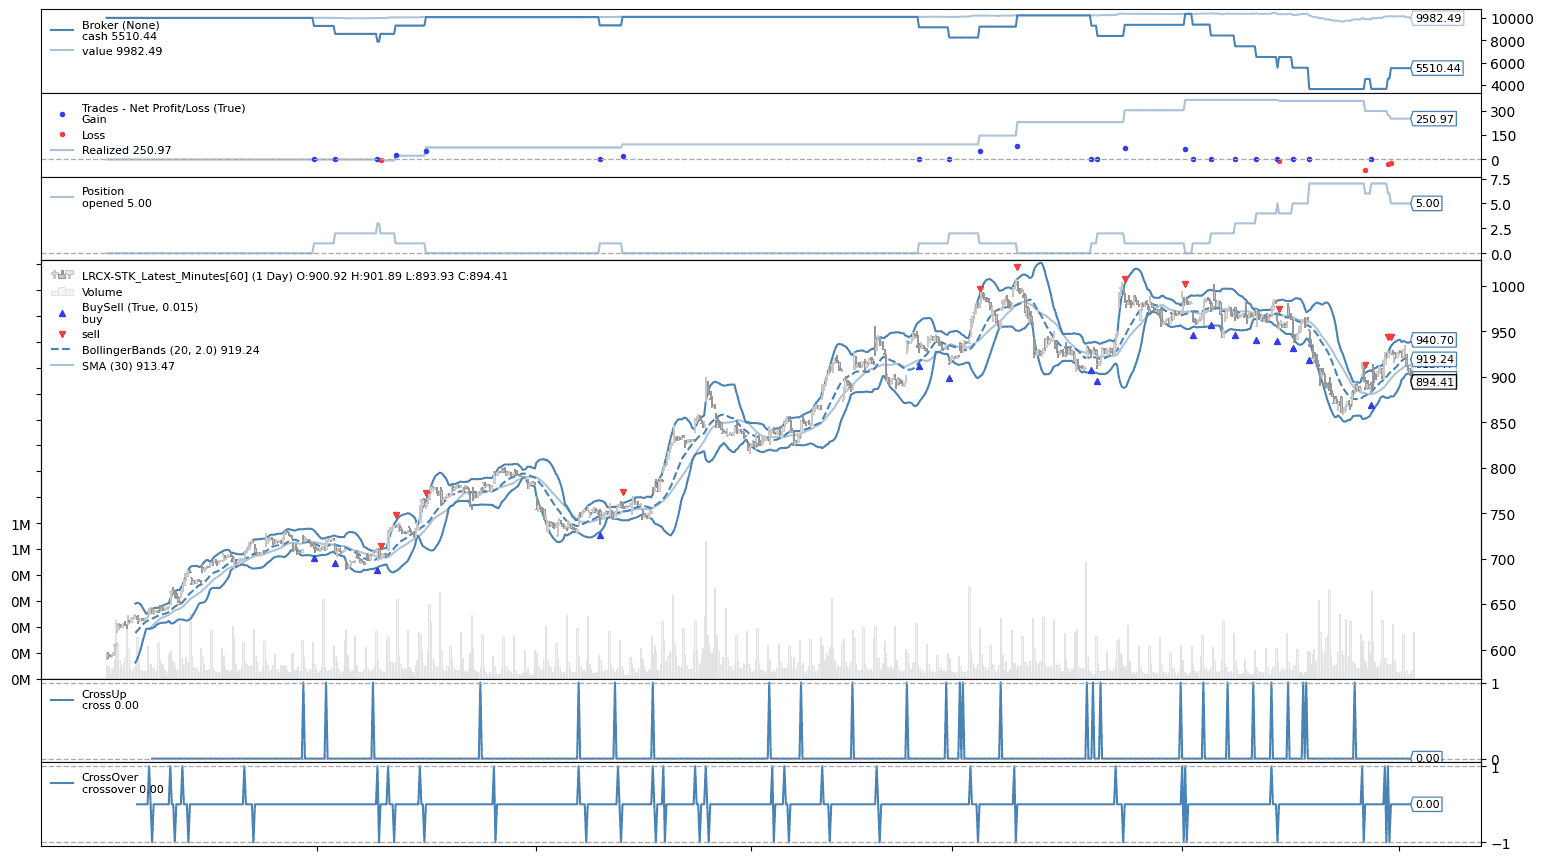 Broker (None)
cash 5510.44
value 9982.49
9982.49
5510.44
10000
8000
6000
4000
Trades - Net Profit/Loss (True)
Gain
Loss
Realized 250.97
250.97
300
150
0
Position
opened 5.00
5.00
7.5
5.0
2.5
0.0
LRCX-STK_Latest_Minutes[60] (1 Day) O:900.92 H:901.89 L:893.93 C:894.41
Volume
BuySell (True, 0.015)
buy
sell
BollingerBands (20, 2.0) 919.24
SMA (30) 913.47
940.70
919.24
894.41
1000
950
900
850
800
750
700
650
600
1M
1M
0M
0M
0M
0M
0M
CrossUp
cross 0.00
0.00
1
0
CrossOver
crossover 0.00
0.00
1
−1